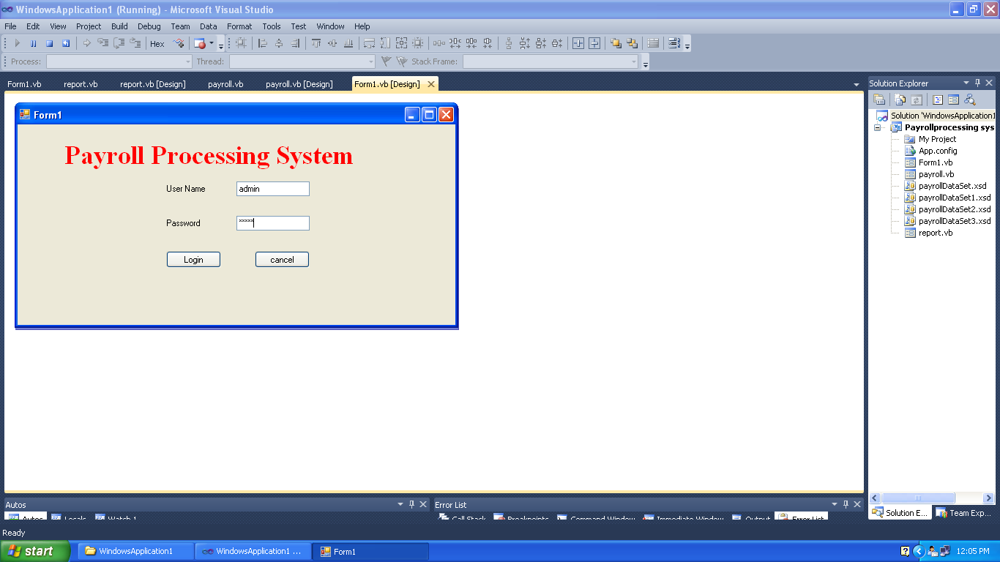 WindowsApplication1 (Running) - Microsoft Visual Studio
File Edit View Project Build Debug Team Data Format Tools Test Window Help
Hex
Process: Thread: Stack Frame:
Form1.vb report.vb report.vb [Design] payroll.vb payroll.vb [Design] Form1.vb [Design]
Form1
Payroll Processing System
User Name admin
Password *****
Login cancel
Solution Explorer
Solution 'WindowsApplication1
Payrollprocessing sys
My Project
App.config
Form1.vb
payroll.vb
payrollDataSet.xsd
payrollDataSet1.xsd
payrollDataSet2.xsd
payrollDataSet3.xsd
report.vb
Solution E... Team Exp...
Autos
Autos Locals Watch 1
Error List
Call Stack Breakpoints Command Window Immediate Window Output Error List
Ready
start WindowsApplication1 WindowsApplication1 ... Form1 12:05 PM